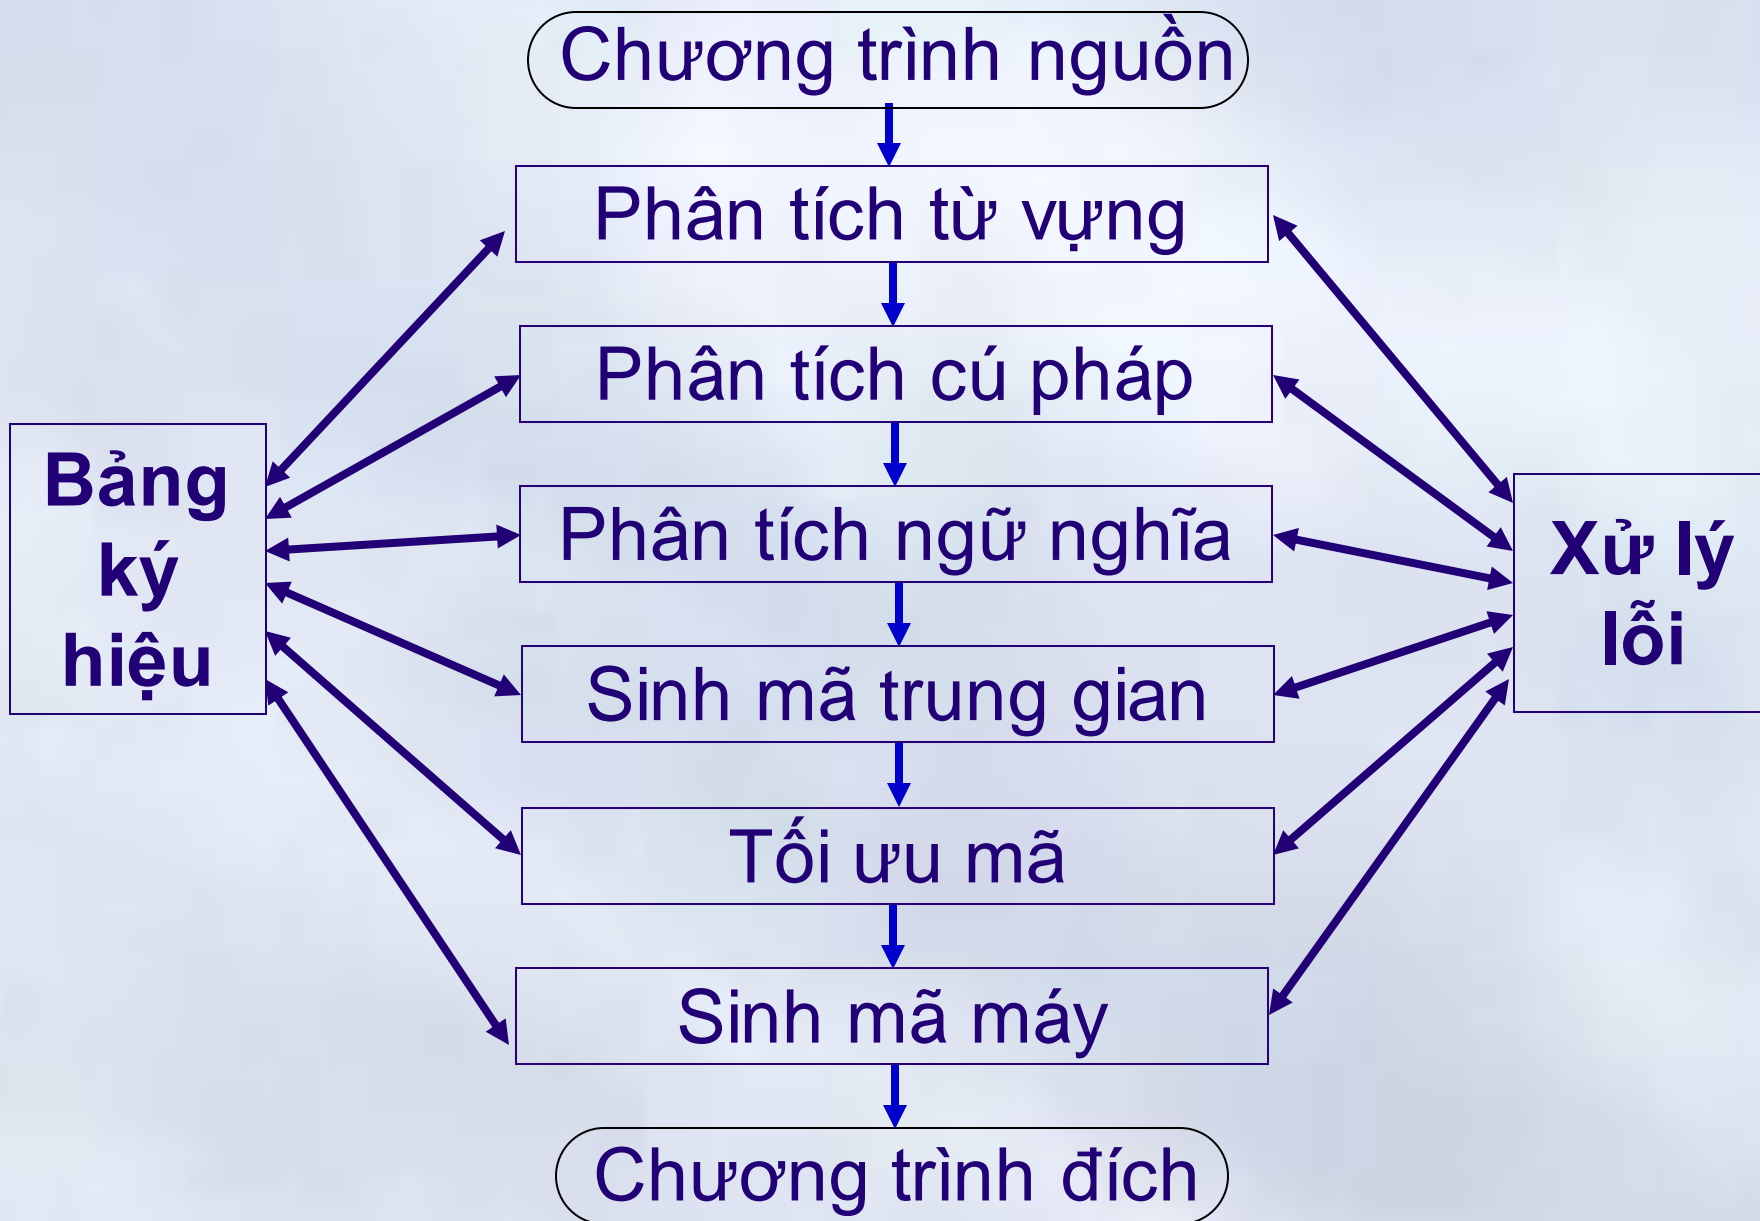 Chương trình nguồn
Phân tích từ vựng
Phân tích cú pháp
Phân tích ngữ nghĩa
Sinh mã trung gian
Tối ưu mã
Sinh mã máy
Chương trình đích
Bảng
ký
hiệu
Xử lý
lỗi